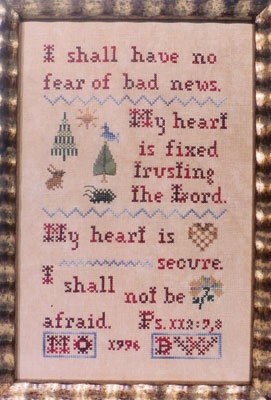 I shall have no
fear of bad news.
My heart
is fixed
trusting
the Lord.
My heart is
secure.
I shall
not be
afraid. Ps. 112:7,8
1996 DW